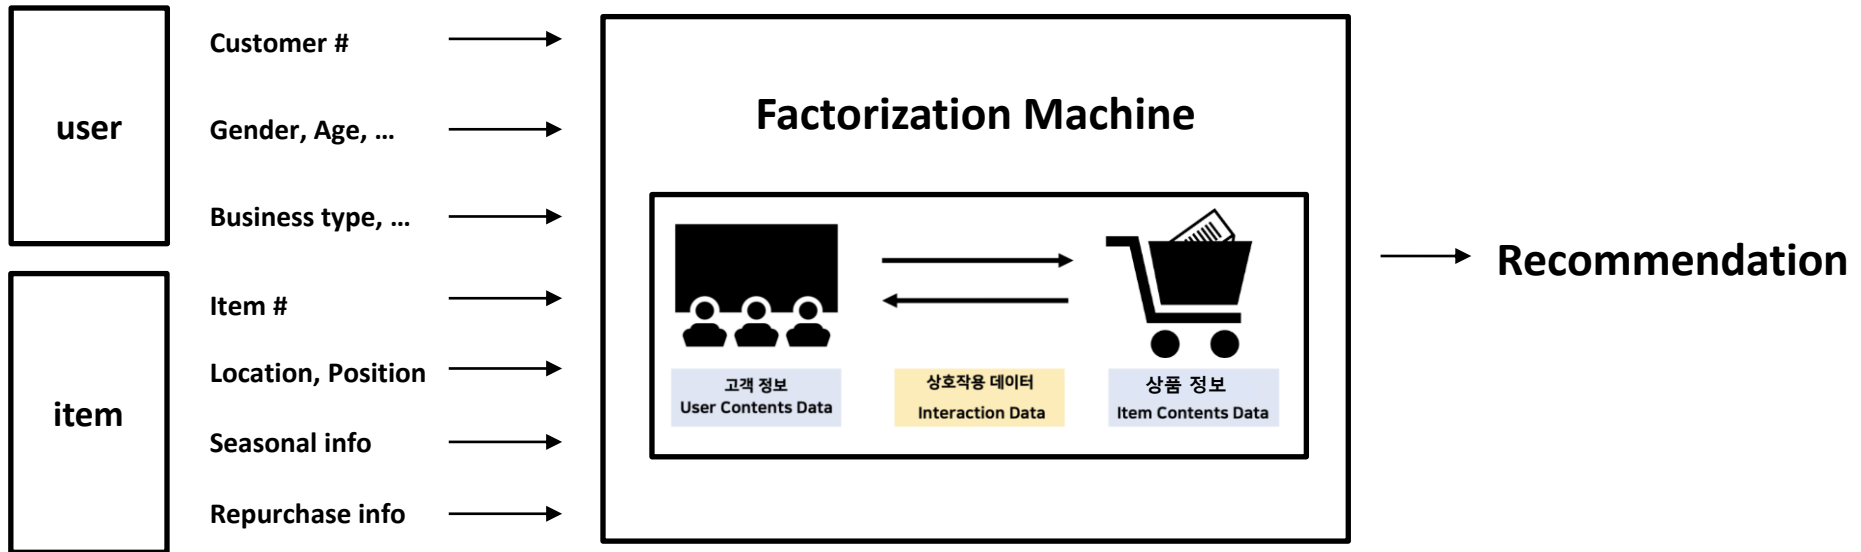 user
Customer #
Gender, Age, ...
Business type, ...
item
Item #
Location, Position
Seasonal info
Repurchase info
Factorization Machine
고객 정보
User Contents Data
상호작용 데이터
Interaction Data
상품 정보
Item Contents Data
Recommendation